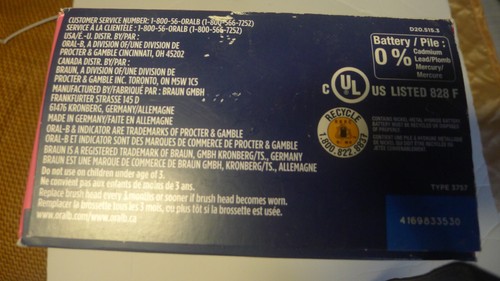 CUSTOMER SERVICE NUMBER: 1-800-56-ORALB (1-800-566-7252)
SERVICE À LA CLIENTÈLE : 1-800-56-ORALB (1-800-566-7252)
USA/É.-U. DISTR. BY/PAR :
ORAL-B, A DIVISION OF/UNE DIVISION DE
PROCTER & GAMBLE CINCINNATI, OH 45202
CANADA DISTR. BY/PAR :
BRAUN, A DIVISION OF/UNE DIVISION DE
PROCTER & GAMBLE INC. TORONTO, ON M5W 1C5
MANUFACTURED BY/FABRIQUÉ PAR : BRAUN GMBH
FRANKFURTER STRASSE 145 D
61476 KRONBERG, GERMANY/ALLEMAGNE
MADE IN GERMANY/FAIT EN ALLEMAGNE
ORAL-B & INDICATOR ARE TRADEMARKS OF PROCTER & GAMBLE
ORAL-B ET INDICATOR SONT DES MARQUES DE COMMERCE DE PROCTER & GAMBLE
BRAUN IS A REGISTERED TRADEMARK OF BRAUN, GMBH KRONBERG/TS., GERMANY
BRAUN EST UNE MARQUE DE COMMERCE DE BRAUN GMBH, KRONBERG/TS., ALLEMAGNE
Do not use on children under age of 3.
Ne convient pas aux enfants de moins de 3 ans.
Replace brush head every 3 months or sooner if brush head becomes worn.
Remplacer la brossette tous les 3 mois, ou plus tôt si la brossette est usée.
www.oralb.com/www.oralb.ca
D20.515.3
Battery / Pile :
0%
Cadmium
Lead/Plomb
Mercury/
Mercure
C UL US LISTED 828 F
RECYCLE
1.800.822.8837
TYPE 3757
4169833530